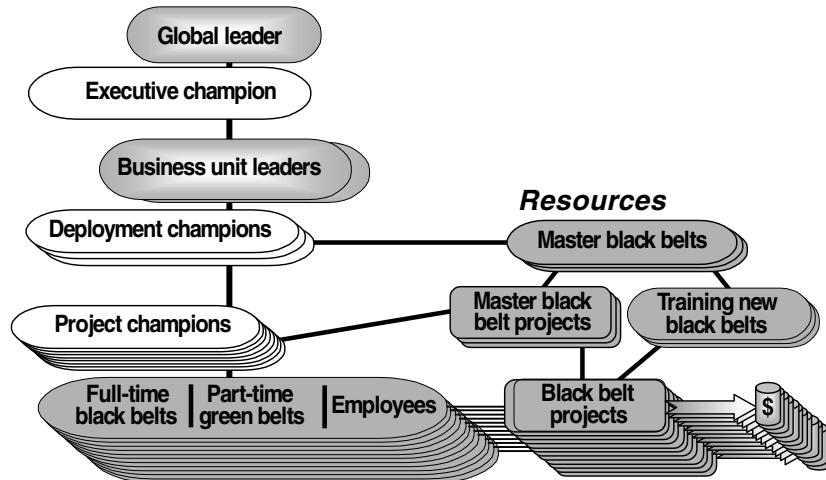 Global leader
Executive champion
Business unit leaders
Resources
Deployment champions
Master black belts
Master black
belt projects
Training new
black belts
Project champions
Full-time
black belts
Part-time
green belts
Employees
Black belt
projects
$